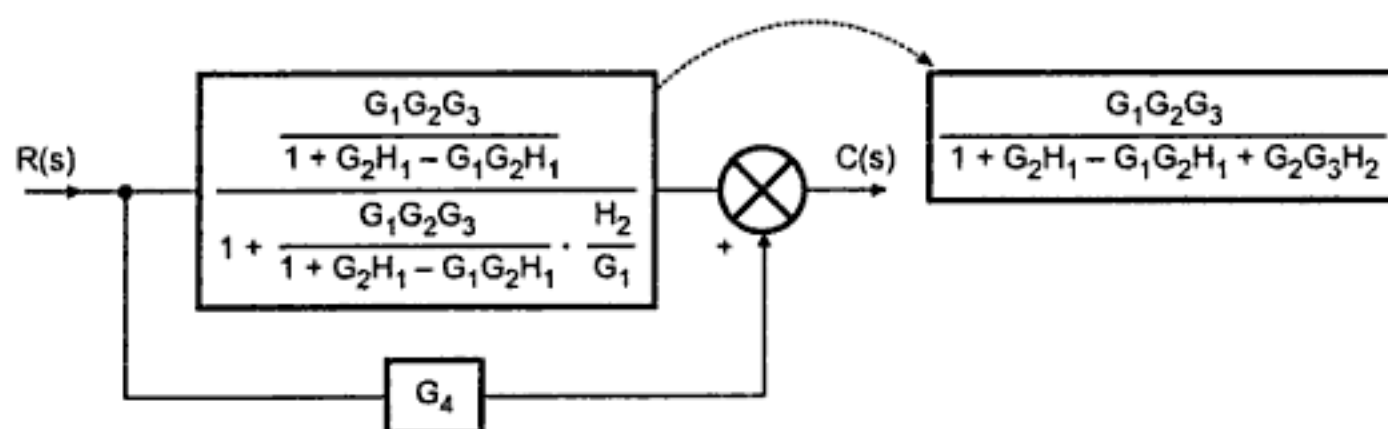 R(s)
G₁G₂G₃
1 + G₂H₁ – G₁G₂H₁
1 + G₁G₂G₃ / 1 + G₂H₁ – G₁G₂H₁ · H₂ / G₁
+
C(s)
G₁G₂G₃
1 + G₂H₁ – G₁G₂H₁ + G₂G₃H₂
G₄